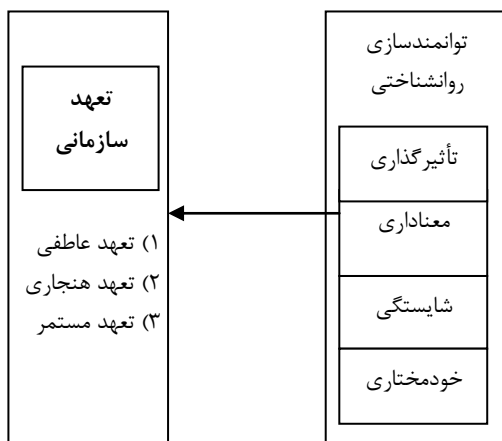 توانمندسازی
روانشناختی
تأثیرگذاری
معناداری
شایستگی
خودمختاری
تعهد
سازمانی
۱) تعهد عاطفی
۲) تعهد هنجاری
۳) تعهد مستمر